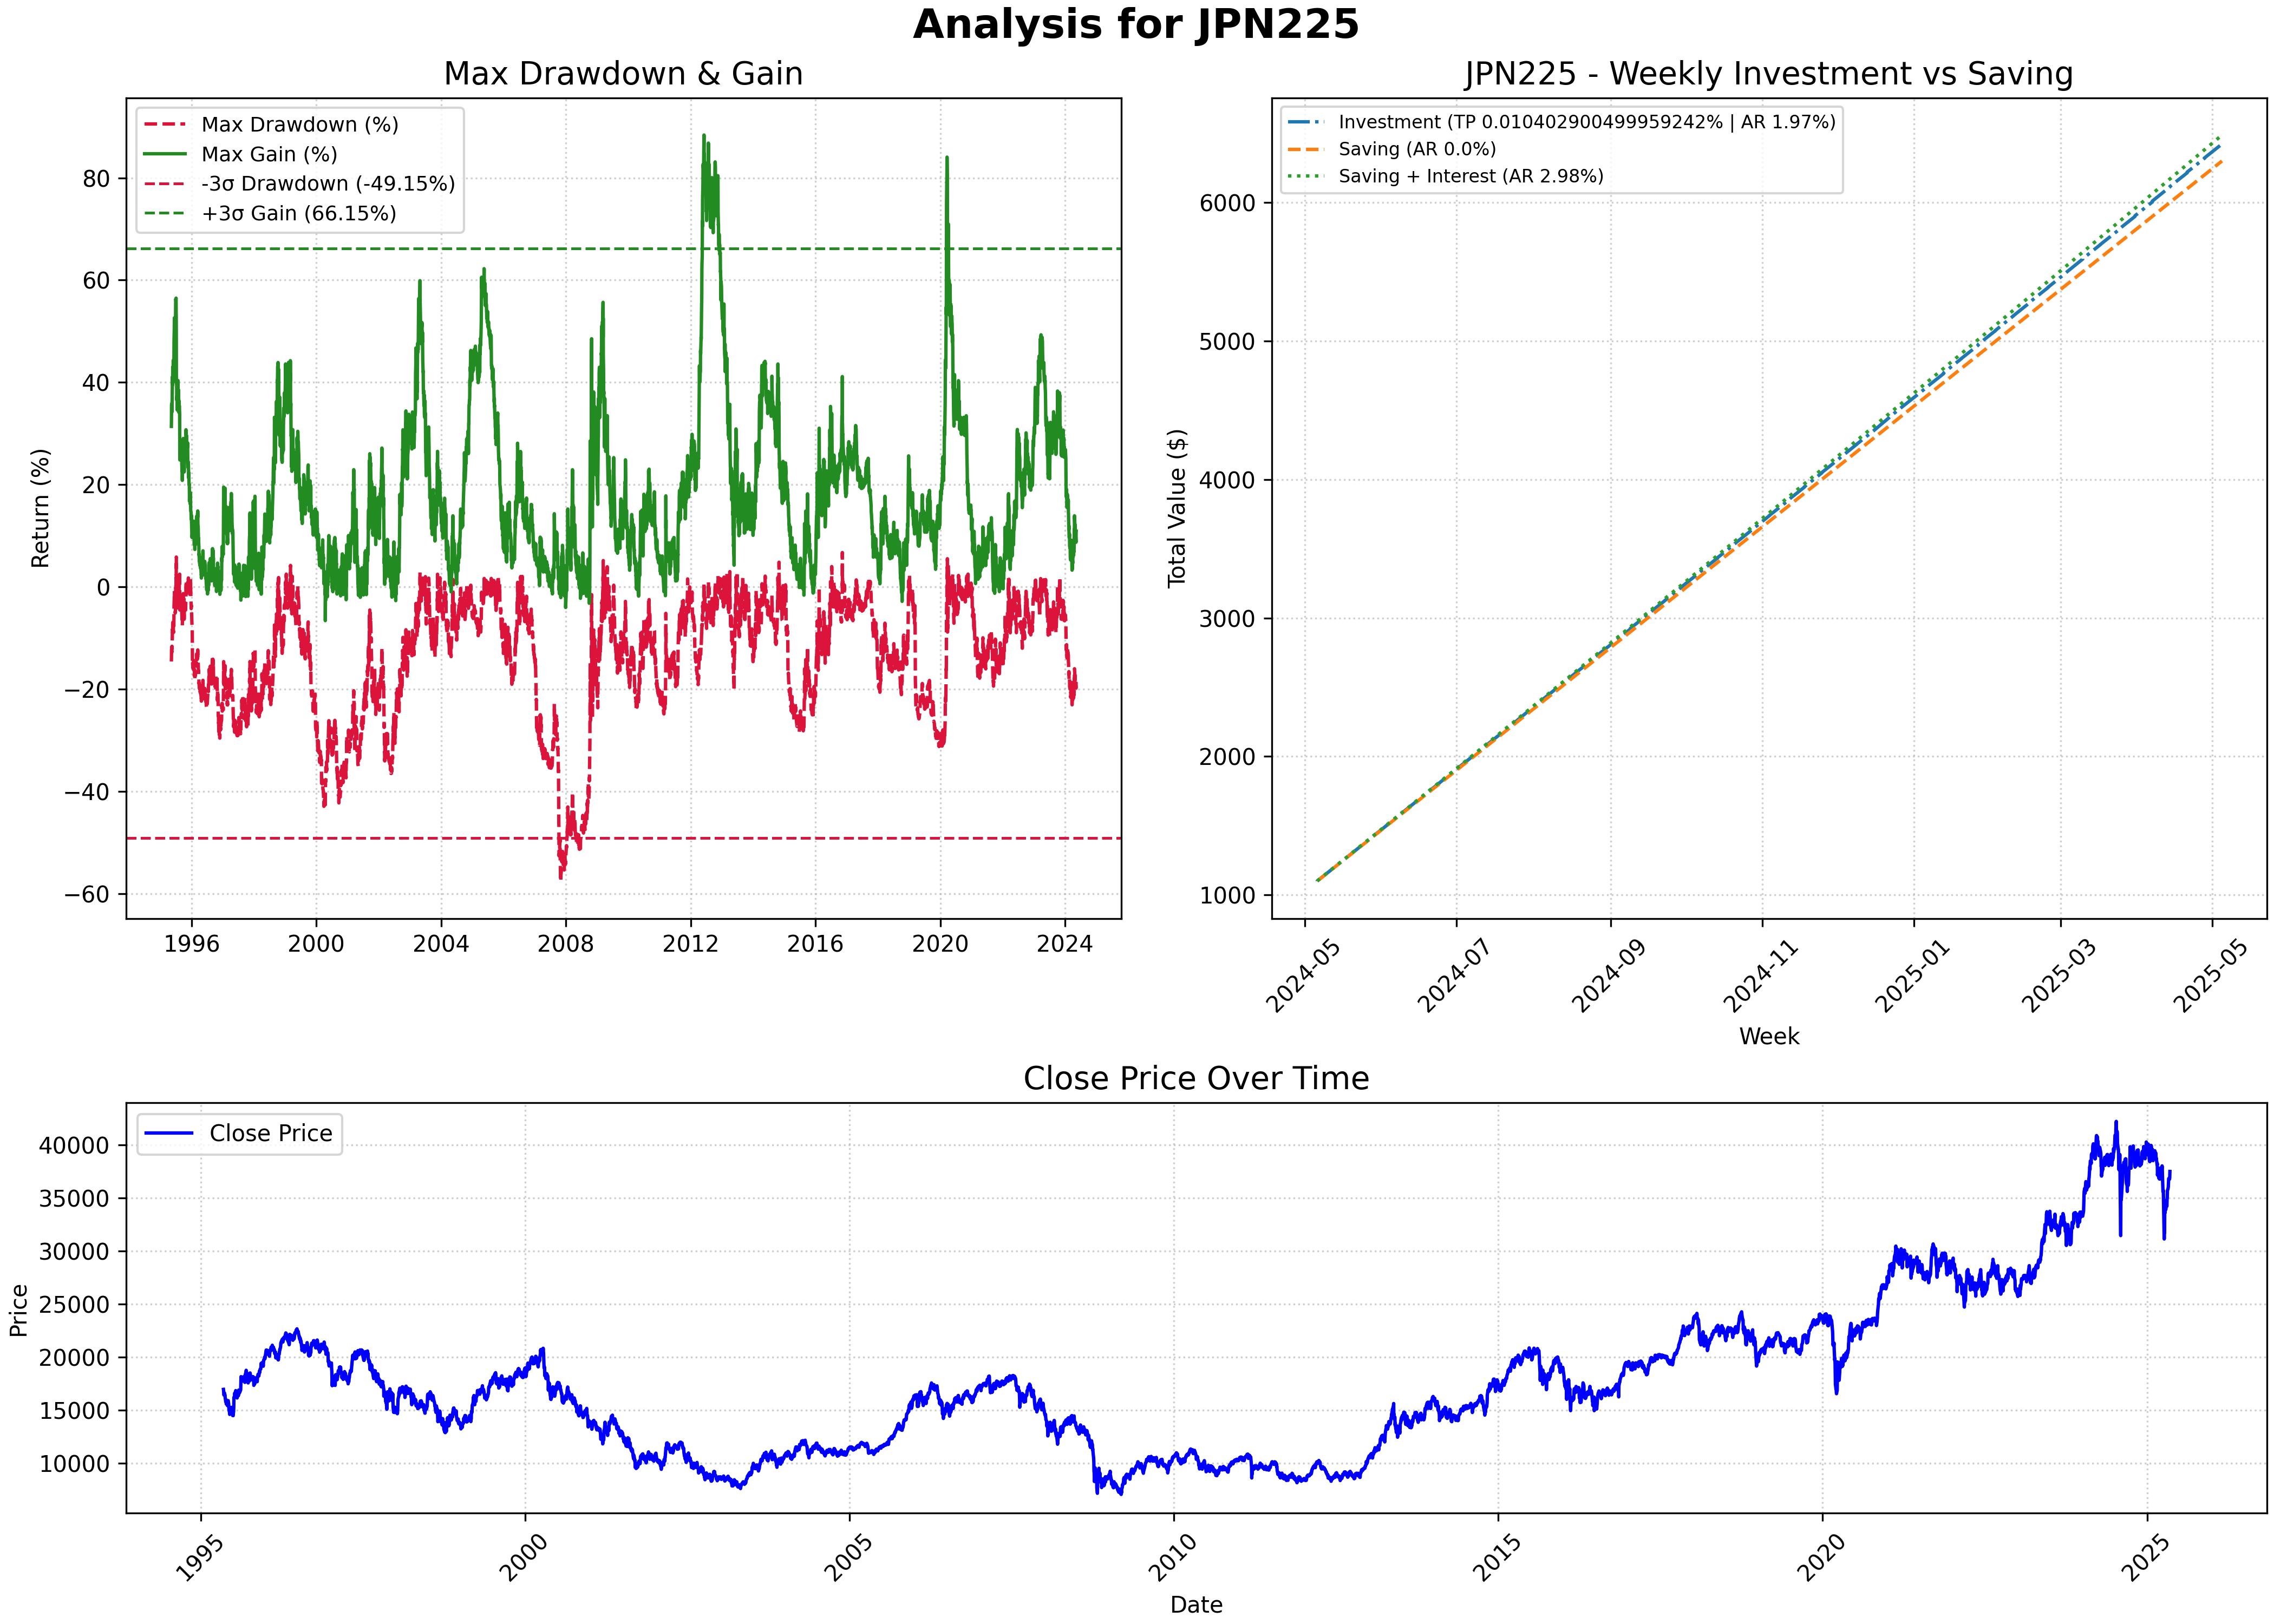 Analysis for JPN225
Max Drawdown & Gain
Max Drawdown (%)
Max Gain (%)
-3σ Drawdown (-49.15%)
+3σ Gain (66.15%)
Return (%)
80
60
40
20
0
−20
−40
−60
1996 2000 2004 2008 2012 2016 2020 2024
JPN225 - Weekly Investment vs Saving
Investment (TP 0.010402900499959242% | AR 1.97%)
Saving (AR 0.0%)
Saving + Interest (AR 2.98%)
Total Value ($)
6000
5000
4000
3000
2000
1000
2024-05 2024-07 2024-09 2024-11 2025-01 2025-03 2025-05
Week
Close Price Over Time
Close Price
Price
40000
35000
30000
25000
20000
15000
10000
1995 2000 2005 2010 2015 2020 2025
Date